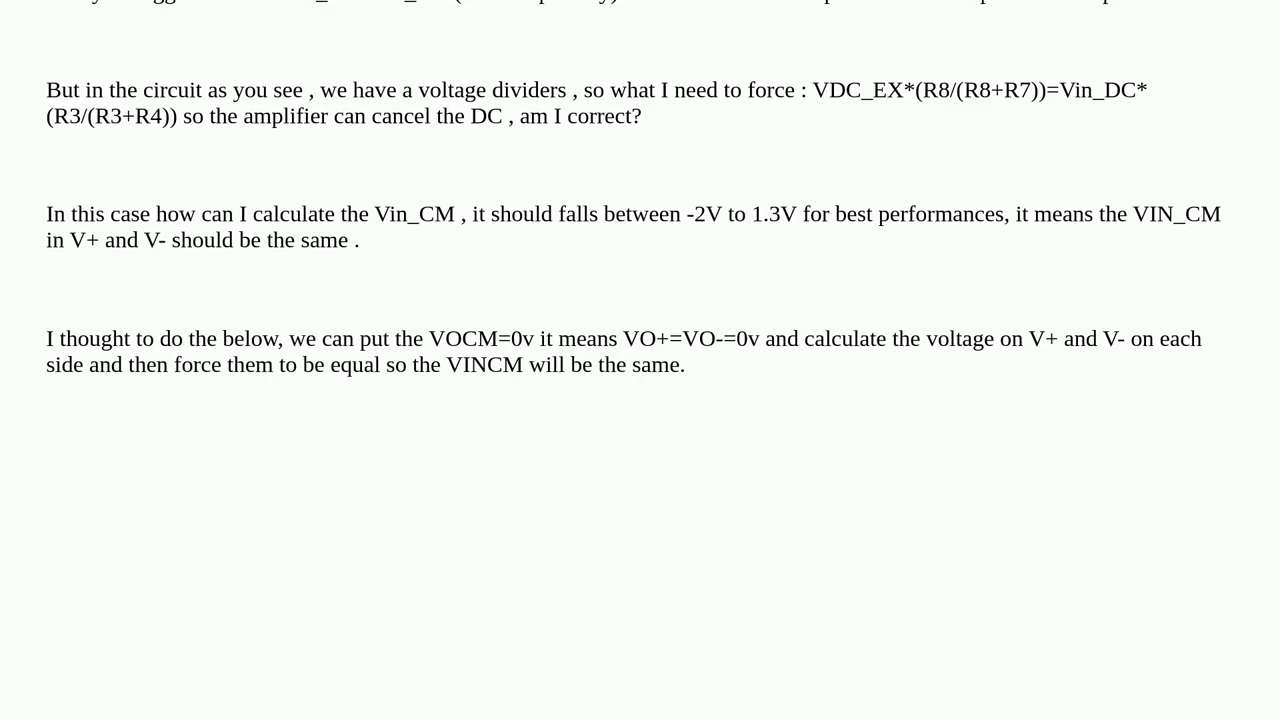 But in the circuit as you see , we have a voltage dividers , so what I need to force : VDC_EX*(R8/(R8+R7))=Vin_DC*
(R3/(R3+R4)) so the amplifier can cancel the DC , am I correct?
In this case how can I calculate the Vin_CM , it should falls between -2V to 1.3V for best performances, it means the VIN_CM
in V+ and V- should be the same .
I thought to do the below, we can put the VOCM=0v it means VO+=VO-=0v and calculate the voltage on V+ and V- on each
side and then force them to be equal so the VINCM will be the same.